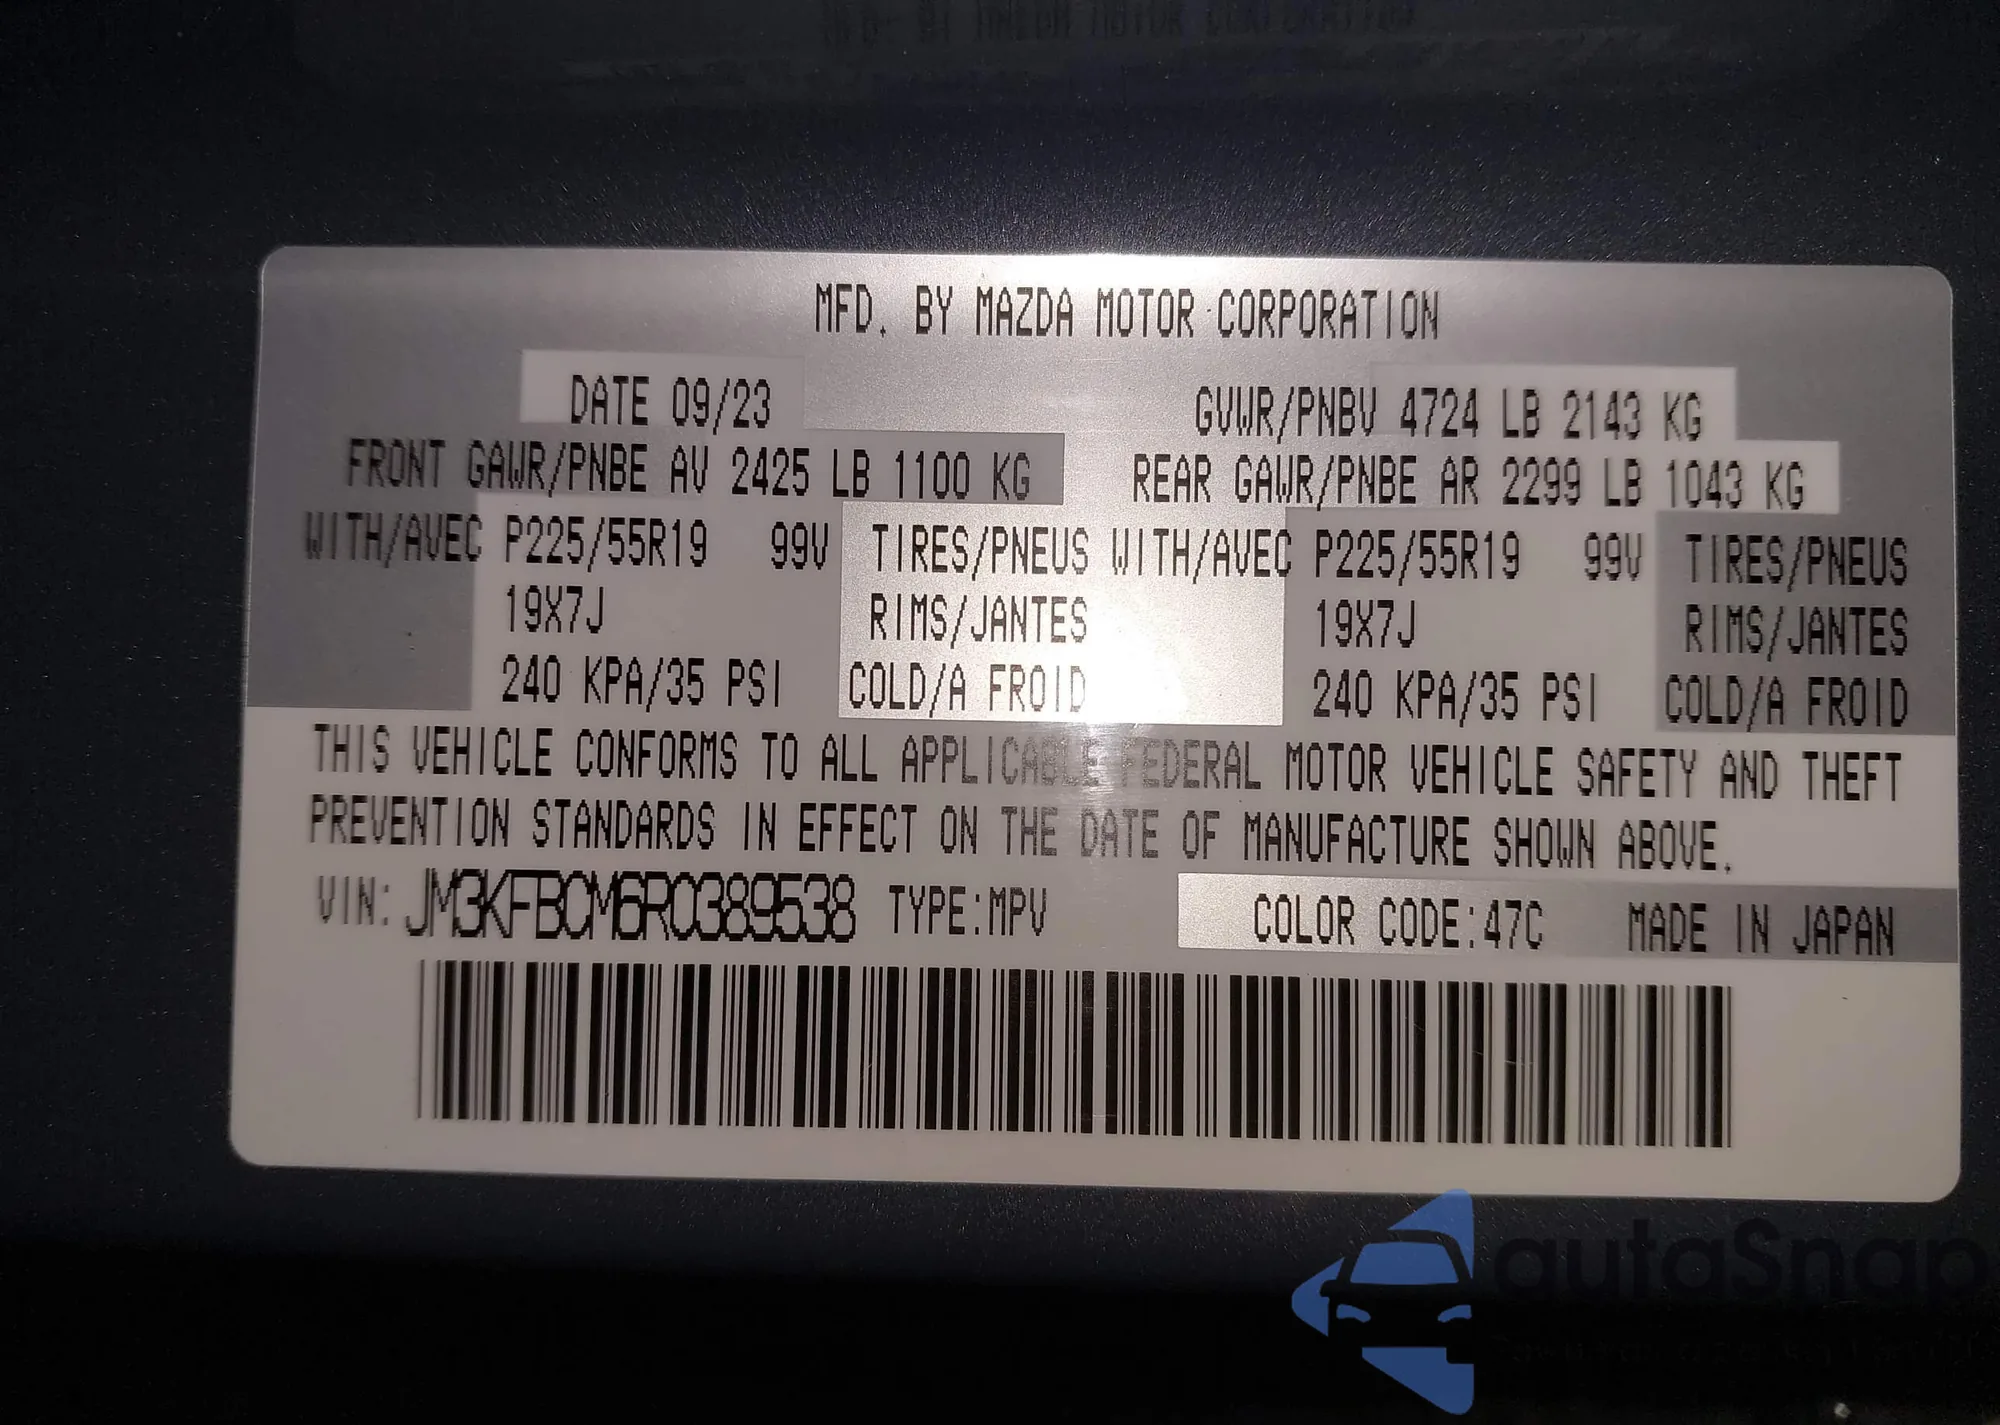 MFD. BY MAZDA MOTOR CORPORATION
DATE 09/23 GVWR/PNBV 4724 LB 2143 KG
FRONT GAWR/PNBE AV 2425 LB 1100 KG REAR GAWR/PNBE AR 2299 LB 1043 KG
WITH/AVEC P225/55R19 99V TIRES/PNEUS WITH/AVEC P225/55R19 99V TIRES/PNEUS
19X7J RIMS/JANTES 19X7J RIMS/JANTES
240 KPA/35 PSI COLD/A FROID 240 KPA/35 PSI COLD/A FROID
THIS VEHICLE CONFORMS TO ALL APPLICABLE FEDERAL MOTOR VEHICLE SAFETY AND THEFT
PREVENTION STANDARDS IN EFFECT ON THE DATE OF MANUFACTURE SHOWN ABOVE.
VIN: JM3KFBCM6R0389538 TYPE:MPV COLOR CODE:47C MADE IN JAPAN
autaSnap